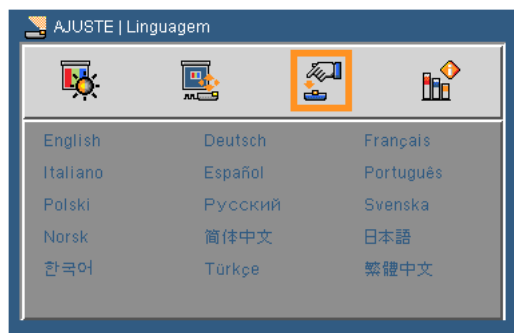 AJUSTE | Linguagem
English Deutsch Français
Italiano Español Português
Polski Русский Svenska
Norsk 简体中文 日本語
한국어 Türkçe 繁體中文